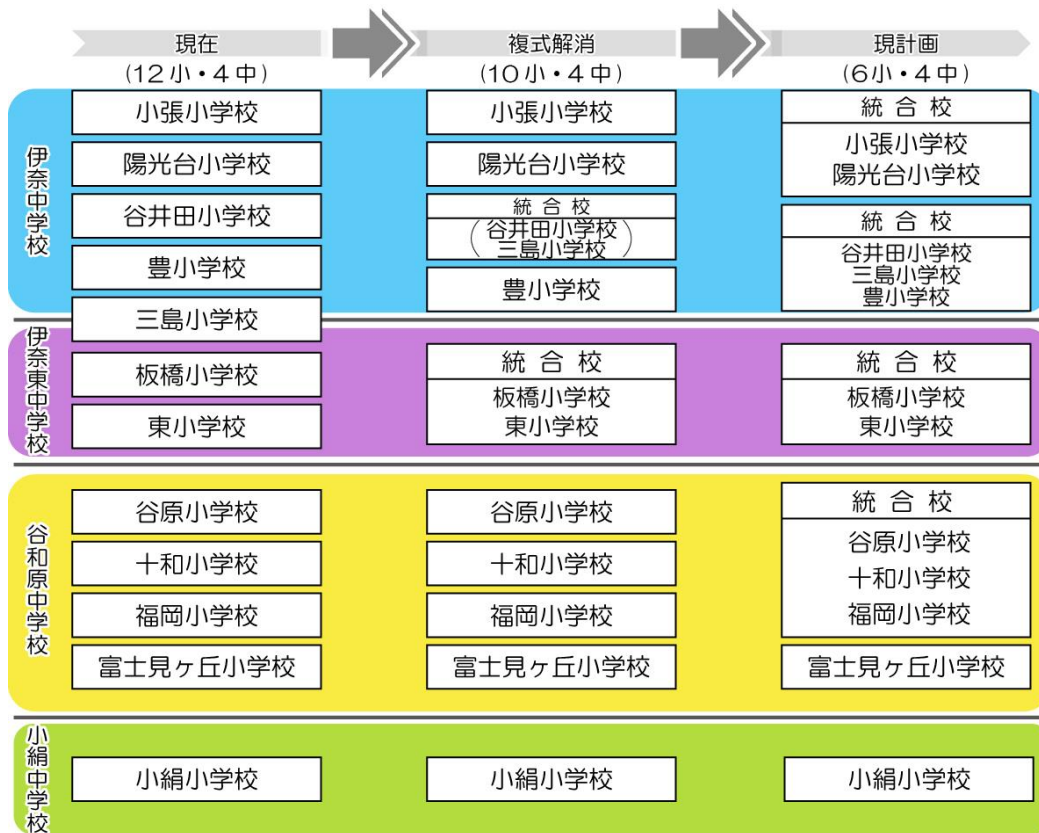 現在
複式解消
現計画
(12小・4中)
(10小・4中)
(6小・4中)
伊奈中学校
小張小学校
陽光台小学校
谷井田小学校
豊小学校
三島小学校
小張小学校
陽光台小学校
統合校
(谷井田小学校
三島小学校)
豊小学校
統合校
小張小学校
陽光台小学校
統合校
谷井田小学校
三島小学校
豊小学校
伊奈東中学校
板橋小学校
東小学校
統合校
板橋小学校
東小学校
統合校
板橋小学校
東小学校
谷和原中学校
谷原小学校
十和小学校
福岡小学校
富士見ヶ丘小学校
谷原小学校
十和小学校
福岡小学校
富士見ヶ丘小学校
統合校
谷原小学校
十和小学校
福岡小学校
富士見ヶ丘小学校
小絹中学校
小絹小学校
小絹小学校
小絹小学校